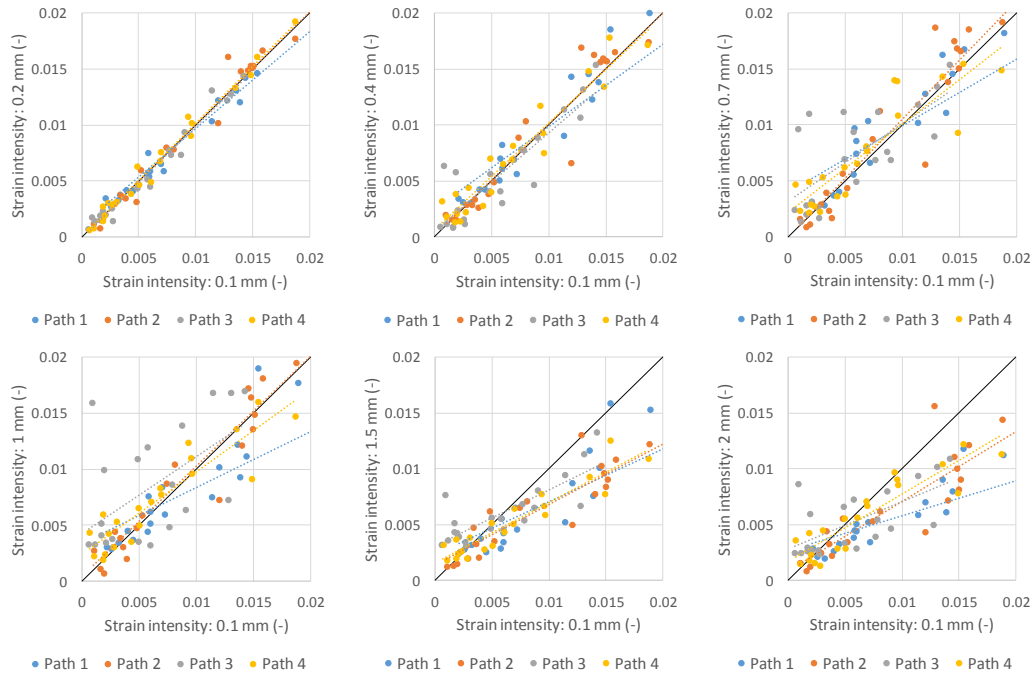 Strain intensity: 0.2 mm (-)
0.02
0.015
0.01
0.005
0
0 0.005 0.01 0.015 0.02
Strain intensity: 0.1 mm (-)
Path 1 Path 2 Path 3 Path 4
Strain intensity: 0.4 mm (-)
0.02
0.015
0.01
0.005
0
0 0.005 0.01 0.015 0.02
Strain intensity: 0.1 mm (-)
Path 1 Path 2 Path 3 Path 4
Strain intensity: 0.7 mm (-)
0.02
0.015
0.01
0.005
0
0 0.005 0.01 0.015 0.02
Strain intensity: 0.1 mm (-)
Path 1 Path 2 Path 3 Path 4
Strain intensity: 1 mm (-)
0.02
0.015
0.01
0.005
0
0 0.005 0.01 0.015 0.02
Strain intensity: 0.1 mm (-)
Path 1 Path 2 Path 3 Path 4
Strain intensity: 1.5 mm (-)
0.02
0.015
0.01
0.005
0
0 0.005 0.01 0.015 0.02
Strain intensity: 0.1 mm (-)
Path 1 Path 2 Path 3 Path 4
Strain intensity: 2 mm (-)
0.02
0.015
0.01
0.005
0
0 0.005 0.01 0.015 0.02
Strain intensity: 0.1 mm (-)
Path 1 Path 2 Path 3 Path 4